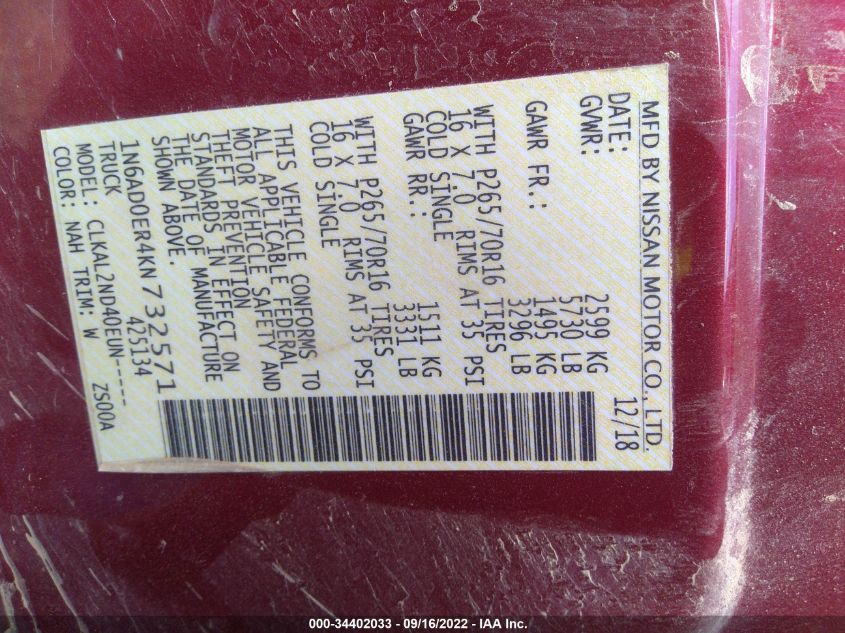 MFD BY NISSAN MOTOR CO., LTD.
DATE: 12/18
GVWR: 2599 KG
5730 LB
GAWR FR.: 1495 KG
3296 LB
WITH P265/70R16 TIRES
16 X 7.0 RIMS AT 35 PSI
COLD SINGLE
GAWR RR.: 1511 KG
3331 LB
WITH P265/70R16 TIRES
16 X 7.0 RIMS AT 35 PSI
COLD SINGLE
THIS VEHICLE CONFORMS TO
ALL APPLICABLE FEDERAL
MOTOR VEHICLE SAFETY AND
THEFT PREVENTION
STANDARDS IN EFFECT ON
THE DATE OF MANUFACTURE
SHOWN ABOVE.
1N6AD0ER4KN732571
TRUCK 425134
MODEL: CLKAL2ND40EUN----
COLOR: NAH TRIM: W ZS00A
000-34402033 - 09/16/2022 - IAA Inc.